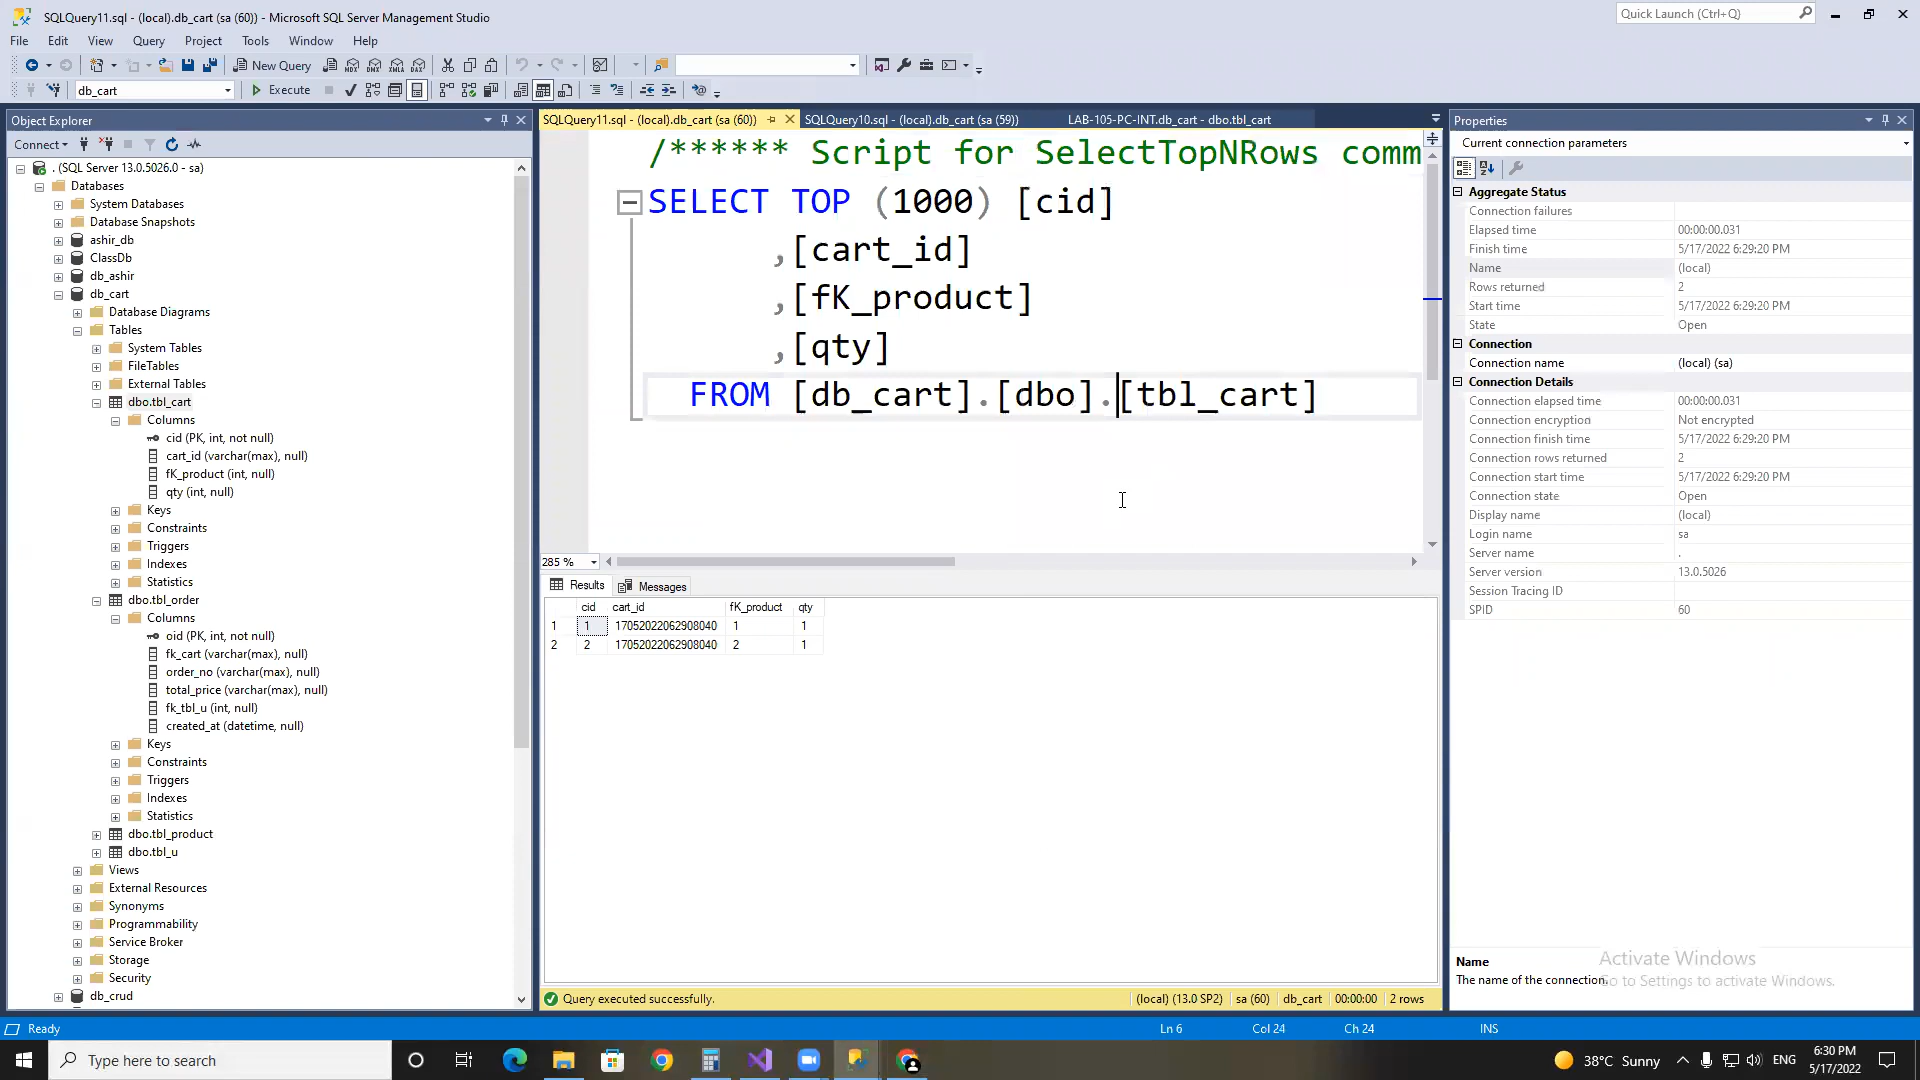 SQLQuery11.sql - (local).db_cart (sa (60)) - Microsoft SQL Server Management Studio
Quick Launch (Ctrl+Q)
File Edit View Query Project Tools Window Help
New Query
db_cart
Execute
Object Explorer
Connect
. (SQL Server 13.0.5026.0 - sa)
Databases
System Databases
Database Snapshots
ashir_db
ClassDb
db_ashir
db_cart
Database Diagrams
Tables
System Tables
FileTables
External Tables
dbo.tbl_cart
Columns
cid (PK, int, not null)
cart_id (varchar(max), null)
fK_product (int, null)
qty (int, null)
Keys
Constraints
Triggers
Indexes
Statistics
dbo.tbl_order
Columns
oid (PK, int, not null)
fk_cart (varchar(max), null)
order_no (varchar(max), null)
total_price (varchar(max), null)
fk_tbl_u (int, null)
created_at (datetime, null)
Keys
Constraints
Triggers
Indexes
Statistics
dbo.tbl_product
dbo.tbl_u
Views
External Resources
Synonyms
Programmability
Service Broker
Storage
Security
db_crud
SQLQuery11.sql - (local).db_cart (sa (60)) SQLQuery10.sql - (local).db_cart (sa (59)) LAB-105-PC-INT.db_cart - dbo.tbl_cart
/****** Script for SelectTopNRows comm
SELECT TOP (1000) [cid]
,[cart_id]
,[fK_product]
,[qty]
FROM [db_cart].[dbo].[tbl_cart]
285 %
Results Messages
cid cart_id fK_product qty
1 1 17052022062908040 1 1
2 2 17052022062908040 2 1
Query executed successfully. (local) (13.0 SP2) sa (60) db_cart 00:00:00 2 rows
Properties
Current connection parameters
Aggregate Status
Connection failures
Elapsed time 00:00:00.031
Finish time 5/17/2022 6:29:20 PM
Name (local)
Rows returned 2
Start time 5/17/2022 6:29:20 PM
State Open
Connection
Connection name (local) (sa)
Connection Details
Connection elapsed time 00:00:00.031
Connection encryption Not encrypted
Connection finish time 5/17/2022 6:29:20 PM
Connection rows returned 2
Connection start time 5/17/2022 6:29:20 PM
Connection state Open
Display name (local)
Login name sa
Server name .
Server version 13.0.5026
Session Tracing ID
SPID 60
Name
The name of the connection.
Activate Windows
Go to Settings to activate Windows.
Ready Ln 6 Col 24 Ch 24 INS
Type here to search
38°C Sunny ENG
6:30 PM
5/17/2022